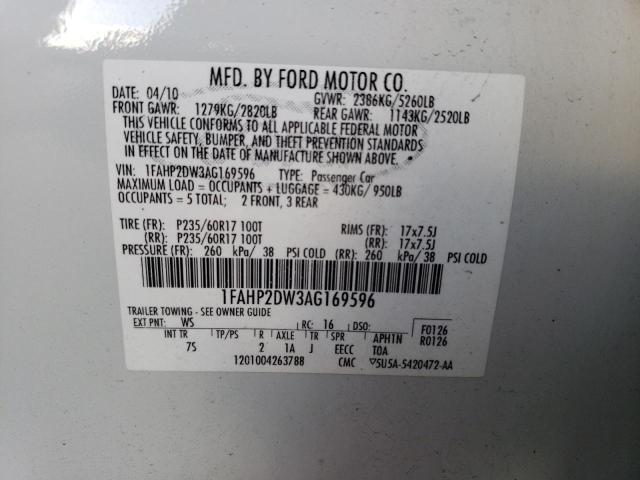 MFD. BY FORD MOTOR CO.
DATE: 04/10 GVWR: 2386KG/5260LB
FRONT GAWR: 1279KG/2820LB REAR GAWR: 1143KG/2520LB
THIS VEHICLE CONFORMS TO ALL APPLICABLE FEDERAL MOTOR
VEHICLE SAFETY, BUMPER, AND THEFT PREVENTION STANDARDS
IN EFFECT ON THE DATE OF MANUFACTURE SHOWN ABOVE.
VIN: 1FAHP2DW3AG169596 TYPE: Passenger Car
MAXIMUM LOAD = OCCUPANTS + LUGGAGE = 430KG/950LB
OCCUPANTS = 5 TOTAL; 2 FRONT, 3 REAR
TIRE (FR): P235/60R17 100T RIMS (FR): 17x7.5J
(RR): P235/60R17 100T (RR): 17x7.5J
PRESSURE (FR): 260 kPa/ 38 PSI COLD (RR): 260 kPa/ 38 PSI COLD
1FAHP2DW3AG169596
TRAILER TOWING - SEE OWNER GUIDE
EXT PNT: WS RC: 16 DSO: F0126
R0126
INT TR TP/PS R AXLE TR SPR APHTN
7S 2 1A J EECC TOA
1201004263788 CMC ▽5U5A-5420472-AA